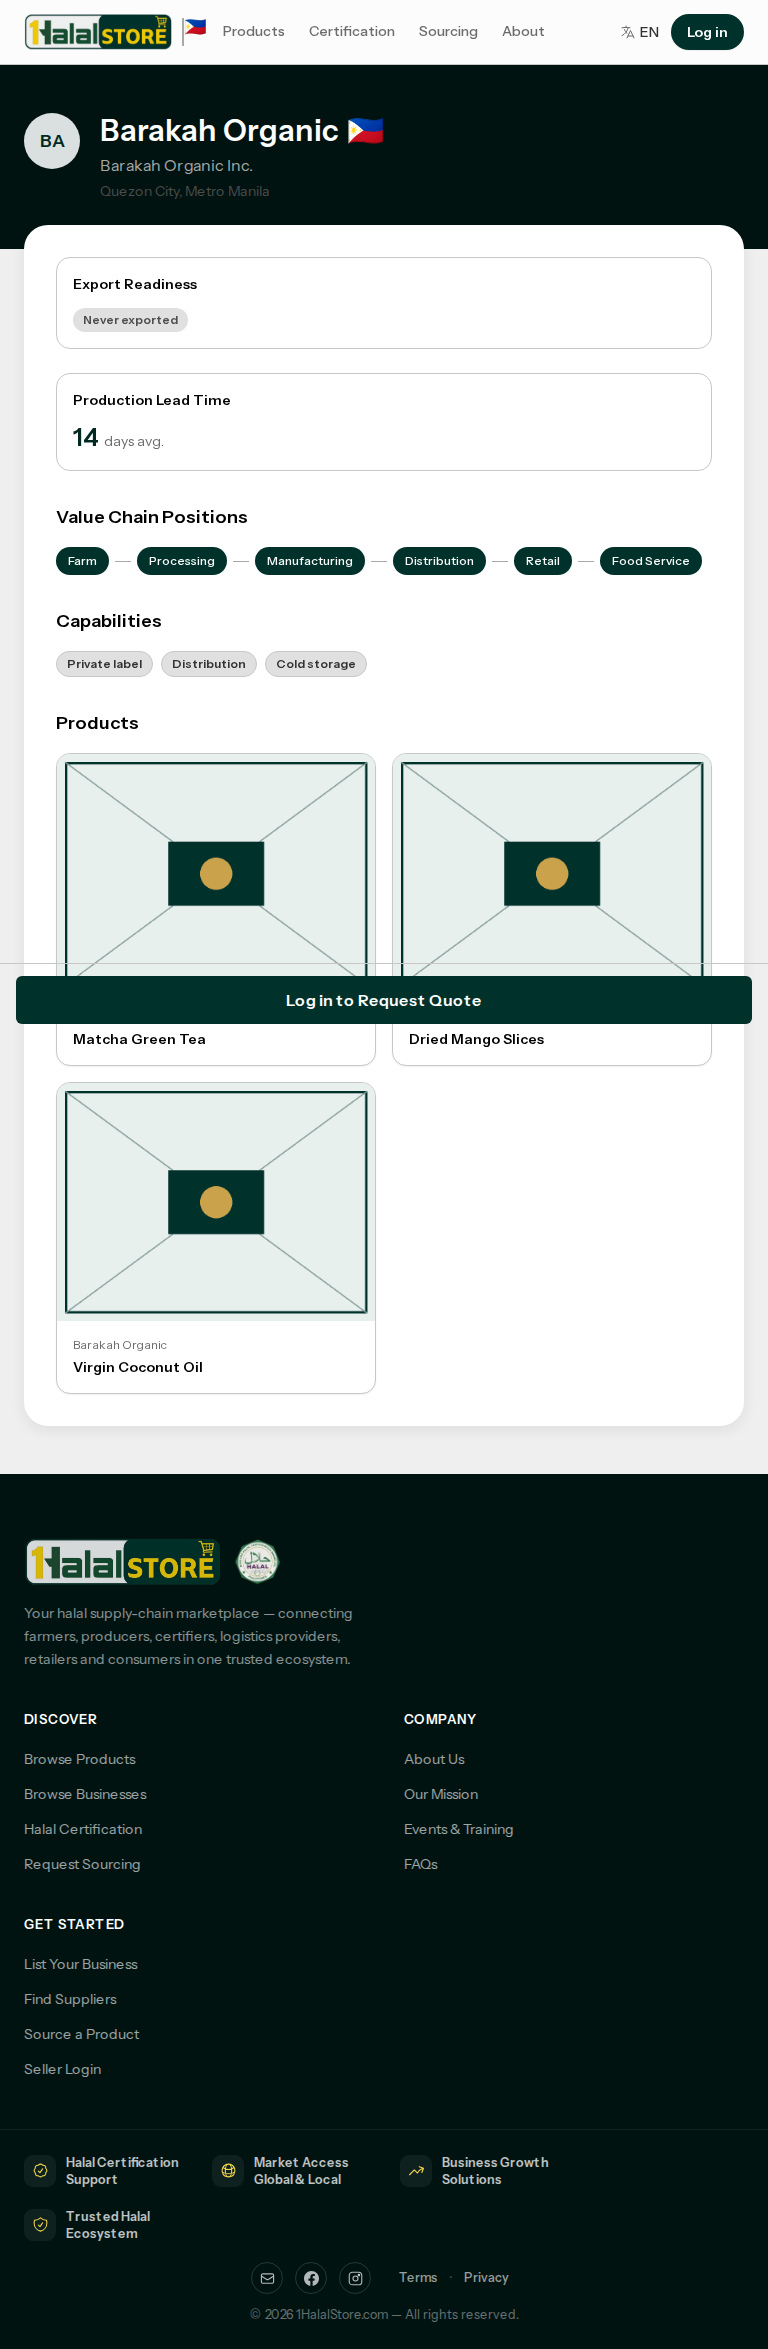 1Halal STORE
Products Certification Sourcing About
EN
Log in
BA
Barakah Organic 🇵🇭
Barakah Organic Inc.
Quezon City, Metro Manila
Export Readiness
Never exported
Production Lead Time
14 days avg.
Value Chain Positions
Farm — Processing — Manufacturing — Distribution — Retail — Food Service
Capabilities
Private label Distribution Cold storage
Products
Log in to Request Quote
Matcha Green Tea
Dried Mango Slices
Barakah Organic
Virgin Coconut Oil
1Halal STORE
حلال
HALAL
Your halal supply-chain marketplace — connecting
farmers, producers, certifiers, logistics providers,
retailers and consumers in one trusted ecosystem.
DISCOVER
Browse Products
Browse Businesses
Halal Certification
Request Sourcing
COMPANY
About Us
Our Mission
Events & Training
FAQs
GET STARTED
List Your Business
Find Suppliers
Source a Product
Seller Login
Halal Certification
Support
Market Access
Global & Local
Business Growth
Solutions
Trusted Halal
Ecosystem
Terms · Privacy
© 2026 1HalalStore.com — All rights reserved.